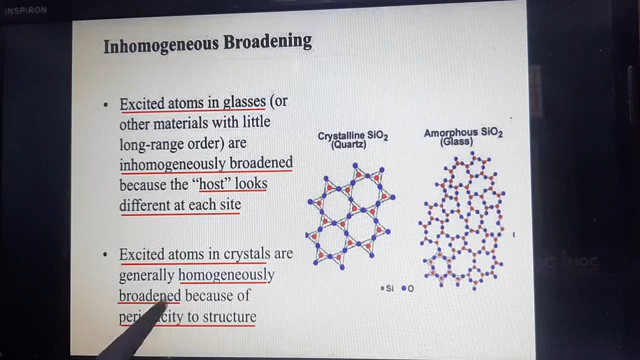 INSPIRON
Inhomogeneous Broadening
• Excited atoms in glasses (or
other materials with little
long-range order) are
inhomogeneously broadened
because the “host” looks
different at each site
Crystalline SiO2
(Quartz)
Amorphous SiO2
(Glass)
Si O
• Excited atoms in crystals are
generally homogeneously
broadened because of
to structure